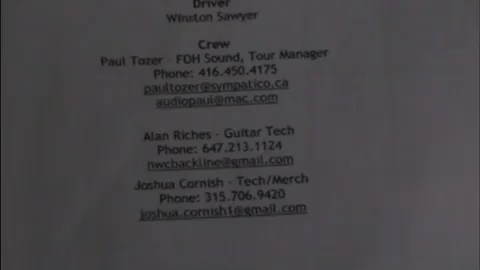 Driver
Winston Sawyer
Crew
Paul Tozer - FOH Sound, Tour Manager
Phone: 416.450.4175
paultozer@sympatico.ca
audiopaul@mac.com
Alan Riches - Guitar Tech
Phone: 647.213.1124
nwcbackline@gmail.com
Joshua Cornish - Tech/Merch
Phone: 315.706.9420
joshua.cornish1@gmail.com